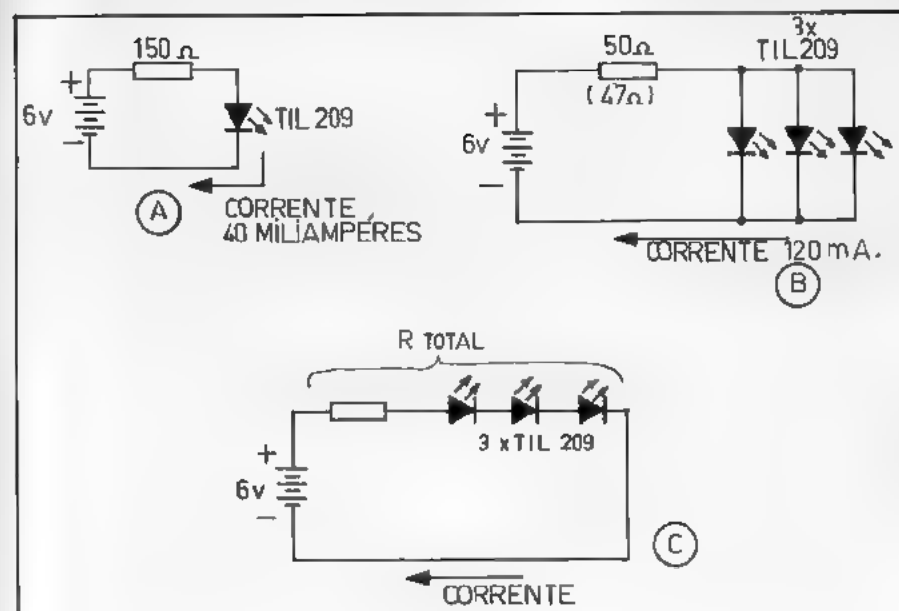 150 Ω
+
6v
-
TIL 209
A
CORRENTE
40 MILIAMPÉRES
3x
TIL 209
50Ω
(47Ω)
+
6v
-
CORRENTE 120 mA.
B
R TOTAL
3 x TIL 209
+
6v
-
C
CORRENTE